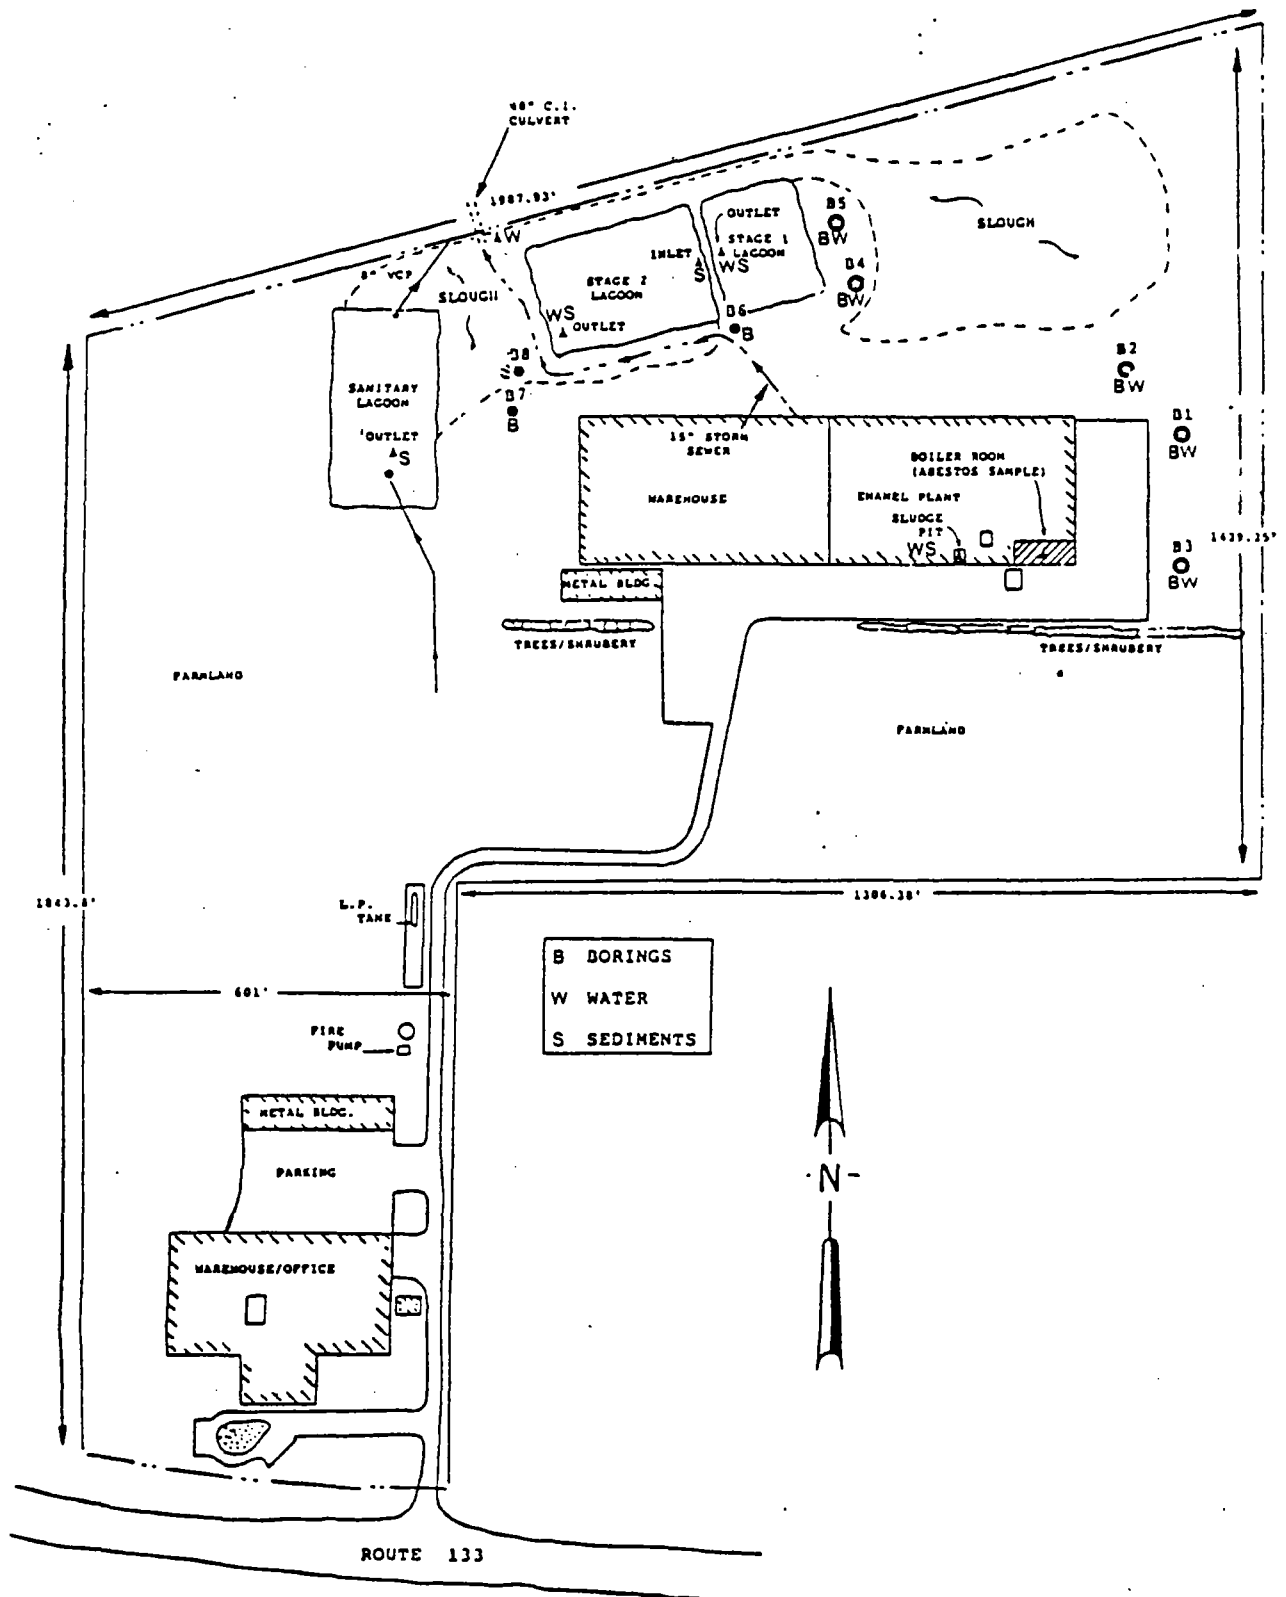 48" C.I.
CULVERT
1987.93'
W
B5
BW
OUTLET
STAGE 1
LAGOON
WS
INLET
S
SLOUGH
B4
BW
8" VCP
SLOUGH
STAGE 2
LAGOON
WS
OUTLET
B6
B
B8
B7
B
B2
BW
SANITARY
LAGOON
OUTLET
S
B1
BW
15" STORM
SEWER
BOILER ROOM
(ABESTOS SAMPLE)
WAREHOUSE
ENAMEL PLANT
SLUDGE
PIT
WS
1439.25'
B3
BW
METAL BLDG
TREES/SHRUBERY
TREES/SHRUBERY
FARMLAND
FARMLAND
1306.38'
L.P.
TANK
B BORINGS
W WATER
S SEDIMENTS
601'
FIRE
PUMP
METAL BLDG.
PARKING
-N-
WAREHOUSE/OFFICE
ROUTE 133